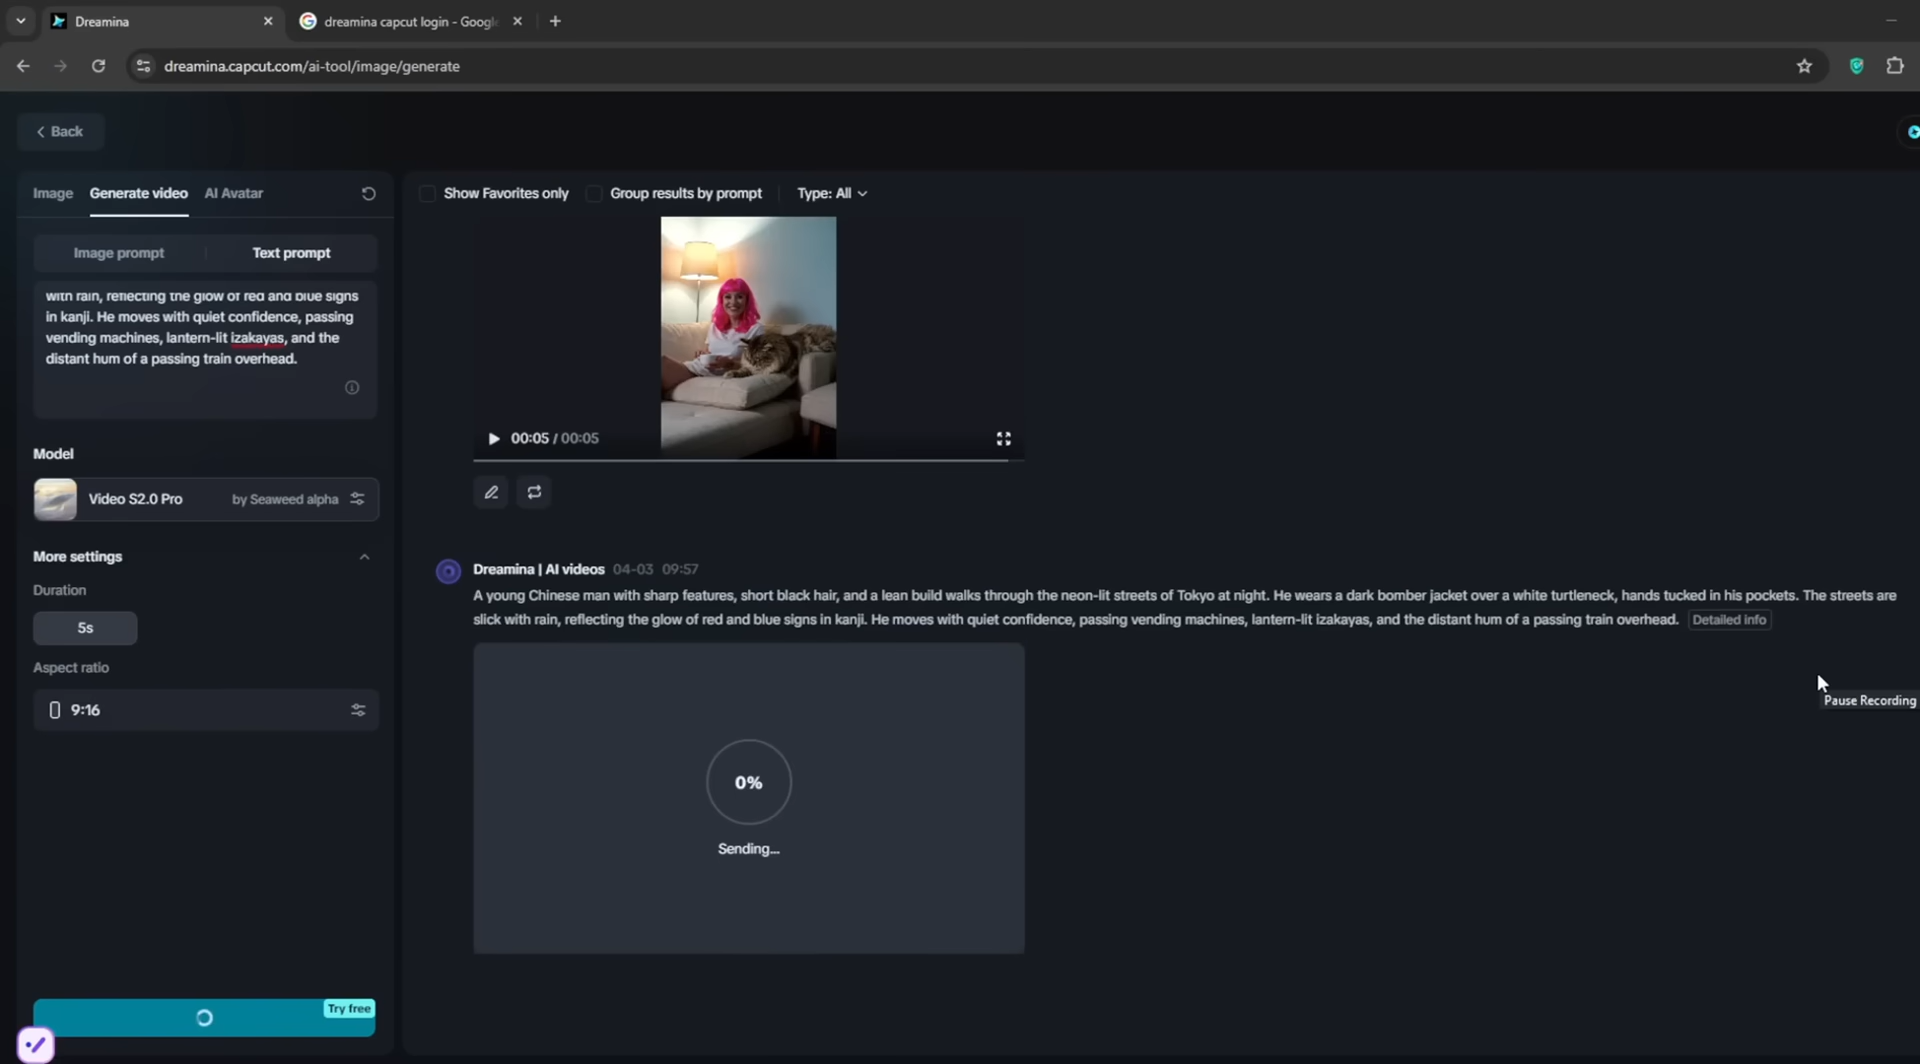 Dreamina
dreamina capcut login - Google
dreamina.capcut.com/ai-tool/image/generate
Back
Image Generate video AI Avatar
Show Favorites only Group results by prompt Type: All
Image prompt Text prompt
with rain, reflecting the glow of red and blue signs
in kanji. He moves with quiet confidence, passing
vending machines, lantern-lit izakayas, and the
distant hum of a passing train overhead.
00:05 / 00:05
Model
Video S2.0 Pro by Seaweed alpha
More settings
Duration
5s
Aspect ratio
9:16
Dreamina | AI videos 04-03 09:57
A young Chinese man with sharp features, short black hair, and a lean build walks through the neon-lit streets of Tokyo at night. He wears a dark bomber jacket over a white turtleneck, hands tucked in his pockets. The streets are
slick with rain, reflecting the glow of red and blue signs in kanji. He moves with quiet confidence, passing vending machines, lantern-lit izakayas, and the distant hum of a passing train overhead. Detailed info
Pause Recording
0%
Sending...
Try free